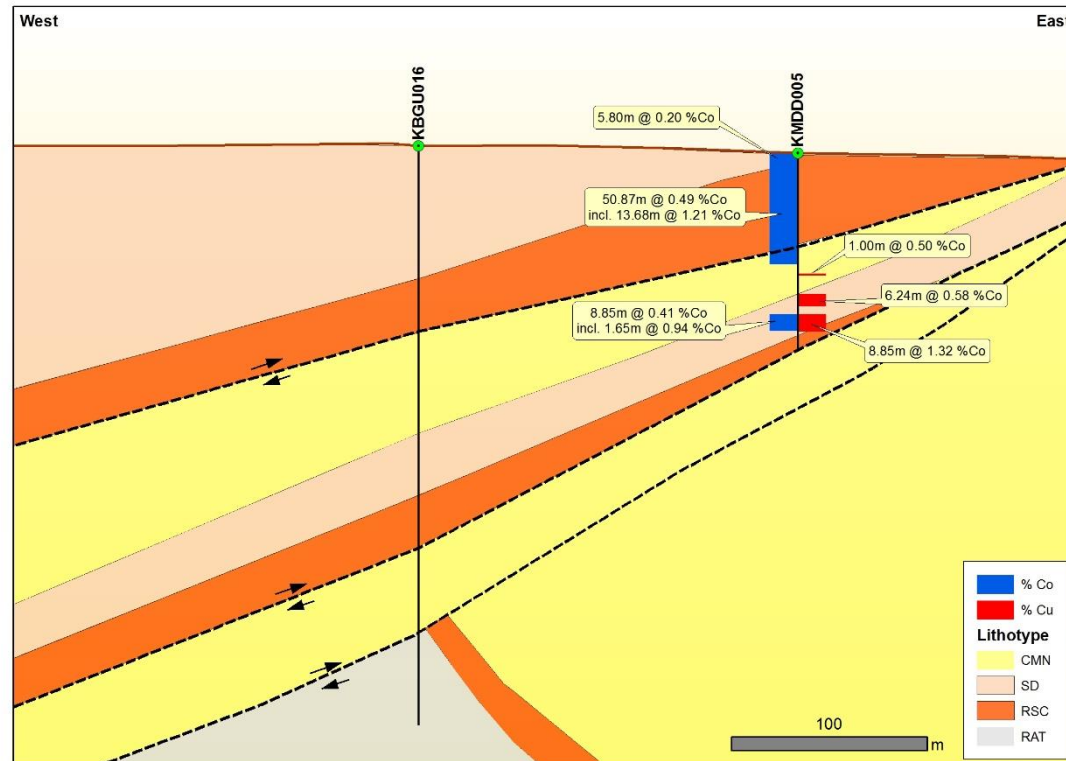 West
East
KBGU016
KMDD005
5.80m @ 0.20 %Co
50.87m @ 0.49 %Co
incl. 13.68m @ 1.21 %Co
1.00m @ 0.50 %Co
6.24m @ 0.58 %Co
8.85m @ 0.41 %Co
incl. 1.65m @ 0.94 %Co
8.85m @ 1.32 %Co
% Co
% Cu
Lithotype
CMN
SD
RSC
RAT
100
m